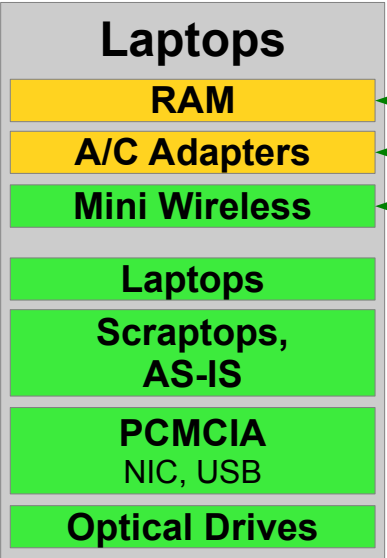 Laptops
RAM
A/C Adapters
Mini Wireless
Laptops
Scraptops,
AS-IS
PCMCIA
NIC, USB
Optical Drives